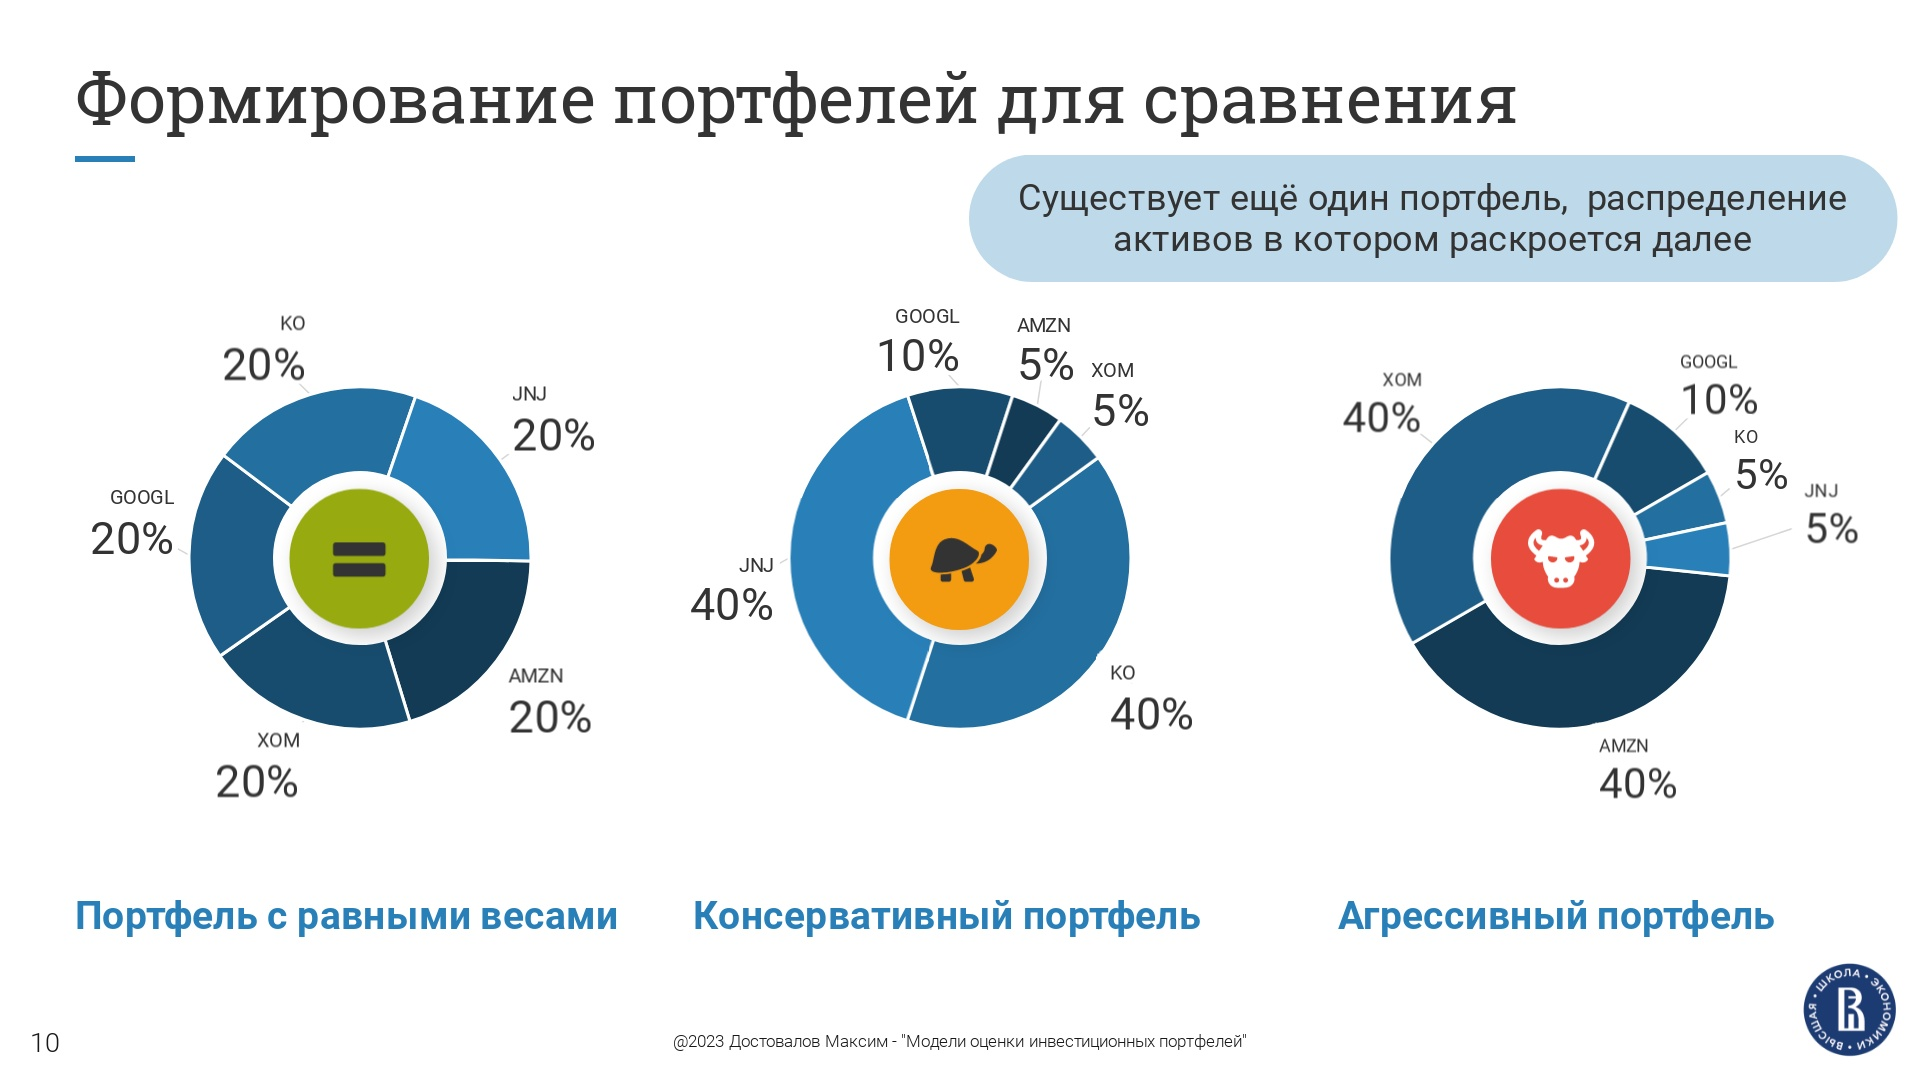 Формирование портфелей для сравнения
Существует ещё один портфель,  распределение
активов в котором раскроется далее
KO
20%
JNJ
20%
GOOGL
20%
AMZN
20%
XOM
20%
GOOGL
10%
AMZN
5%
XOM
5%
JNJ
40%
KO
40%
XOM
40%
GOOGL
10%
KO
5%
JNJ
5%
AMZN
40%
Портфель с равными весами
Консервативный портфель
Агрессивный портфель
ВЫСШАЯ • ШКОЛА • ЭКОНОМИКИ •
10
@2023 Достовалов Максим - "Модели оценки инвестиционных портфелей"